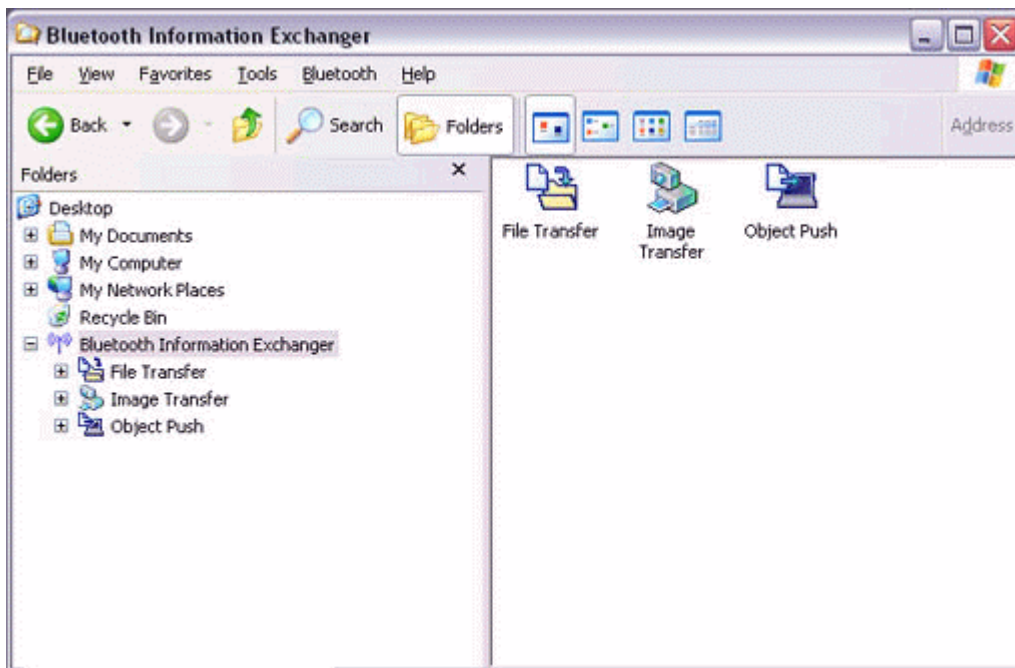 Bluetooth Information Exchanger
File View Favorites Tools Bluetooth Help
Back Search Folders Address
Folders
Desktop
My Documents
My Computer
My Network Places
Recycle Bin
Bluetooth Information Exchanger
File Transfer
Image Transfer
Object Push
File Transfer
Image
Transfer
Object Push